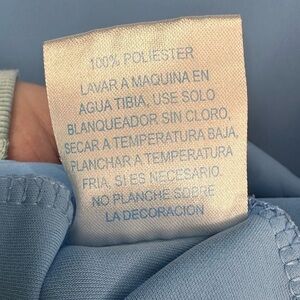 100% POLIESTER
LAVAR A MAQUINA EN
AGUA TIBIA, USE SOLO
BLANQUEADOR SIN CLORO,
SECAR A TEMPERATURA BAJA,
PLANCHAR A TEMPERATURA
FRIA, SI ES NECESARIO.
NO PLANCHE SOBRE
LA DECORACION